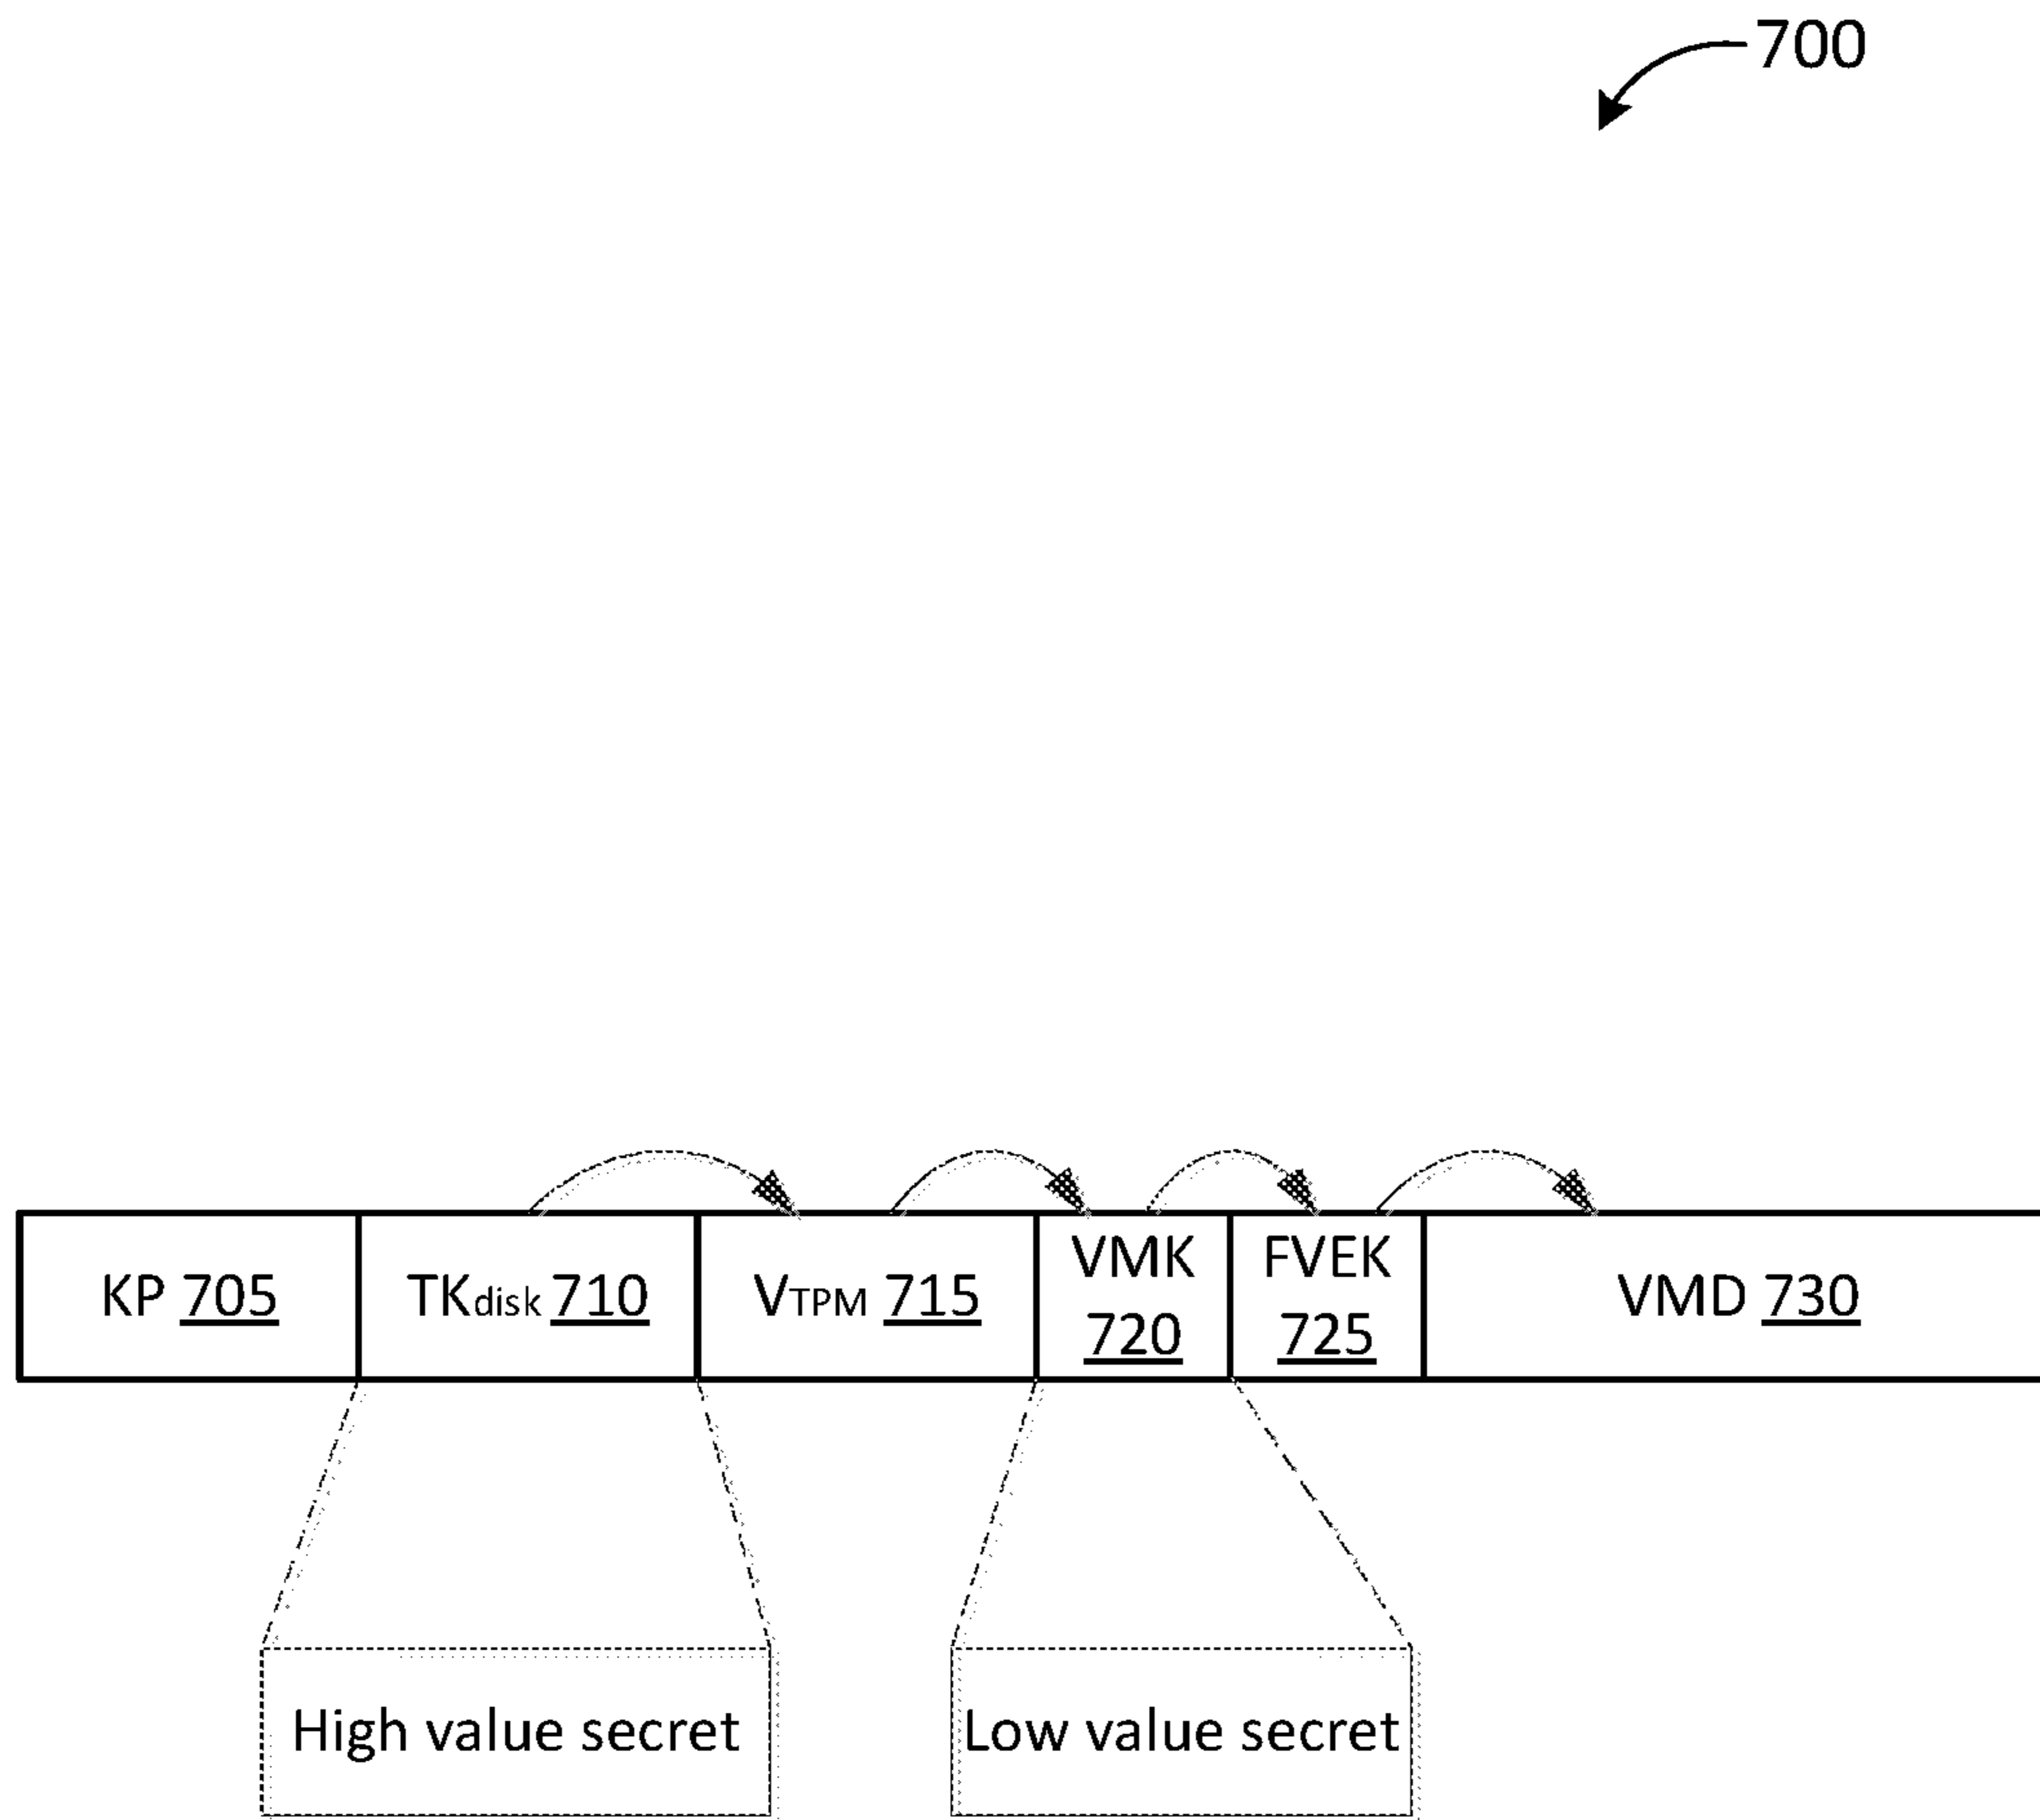 700
KP 705
TKdisk 710
VTPM 715
VMK
720
FVEK
725
VMD 730
High value secret
Low value secret